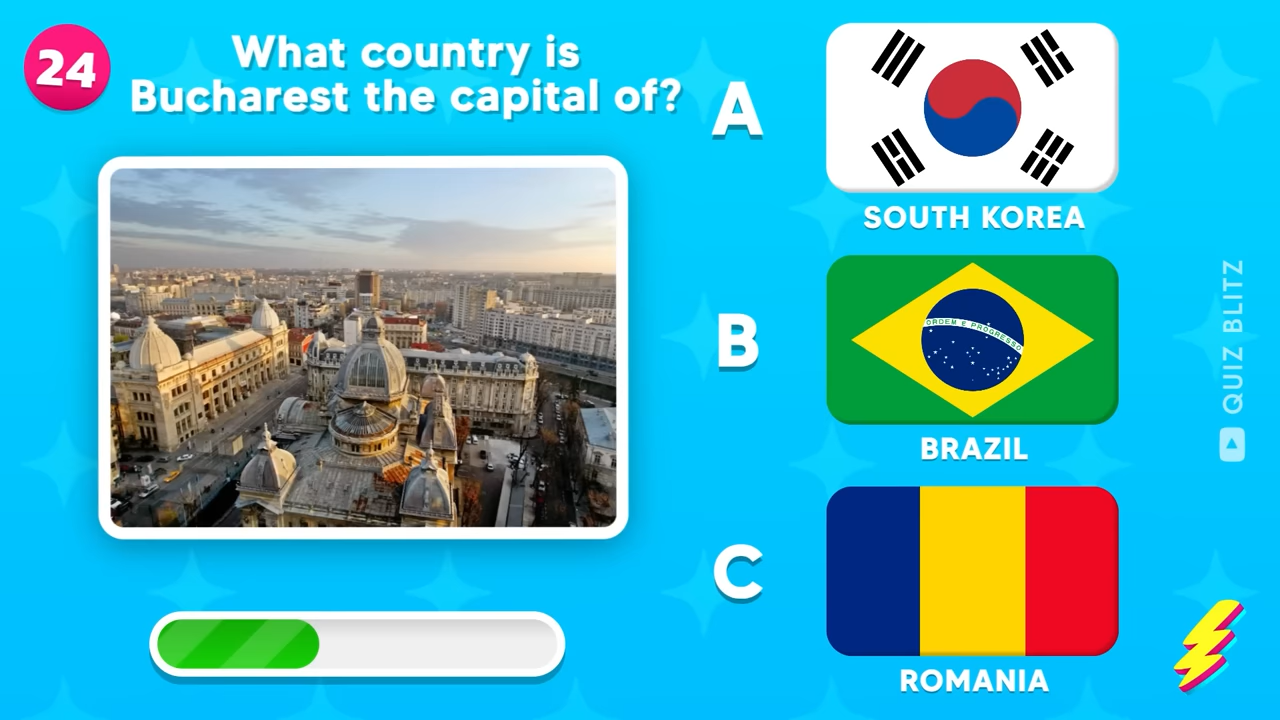 24
What country is
Bucharest the capital of?
A
SOUTH KOREA
B
ORDEM E PROGRESSO
BRAZIL
C
ROMANIA
QUIZ BLITZ